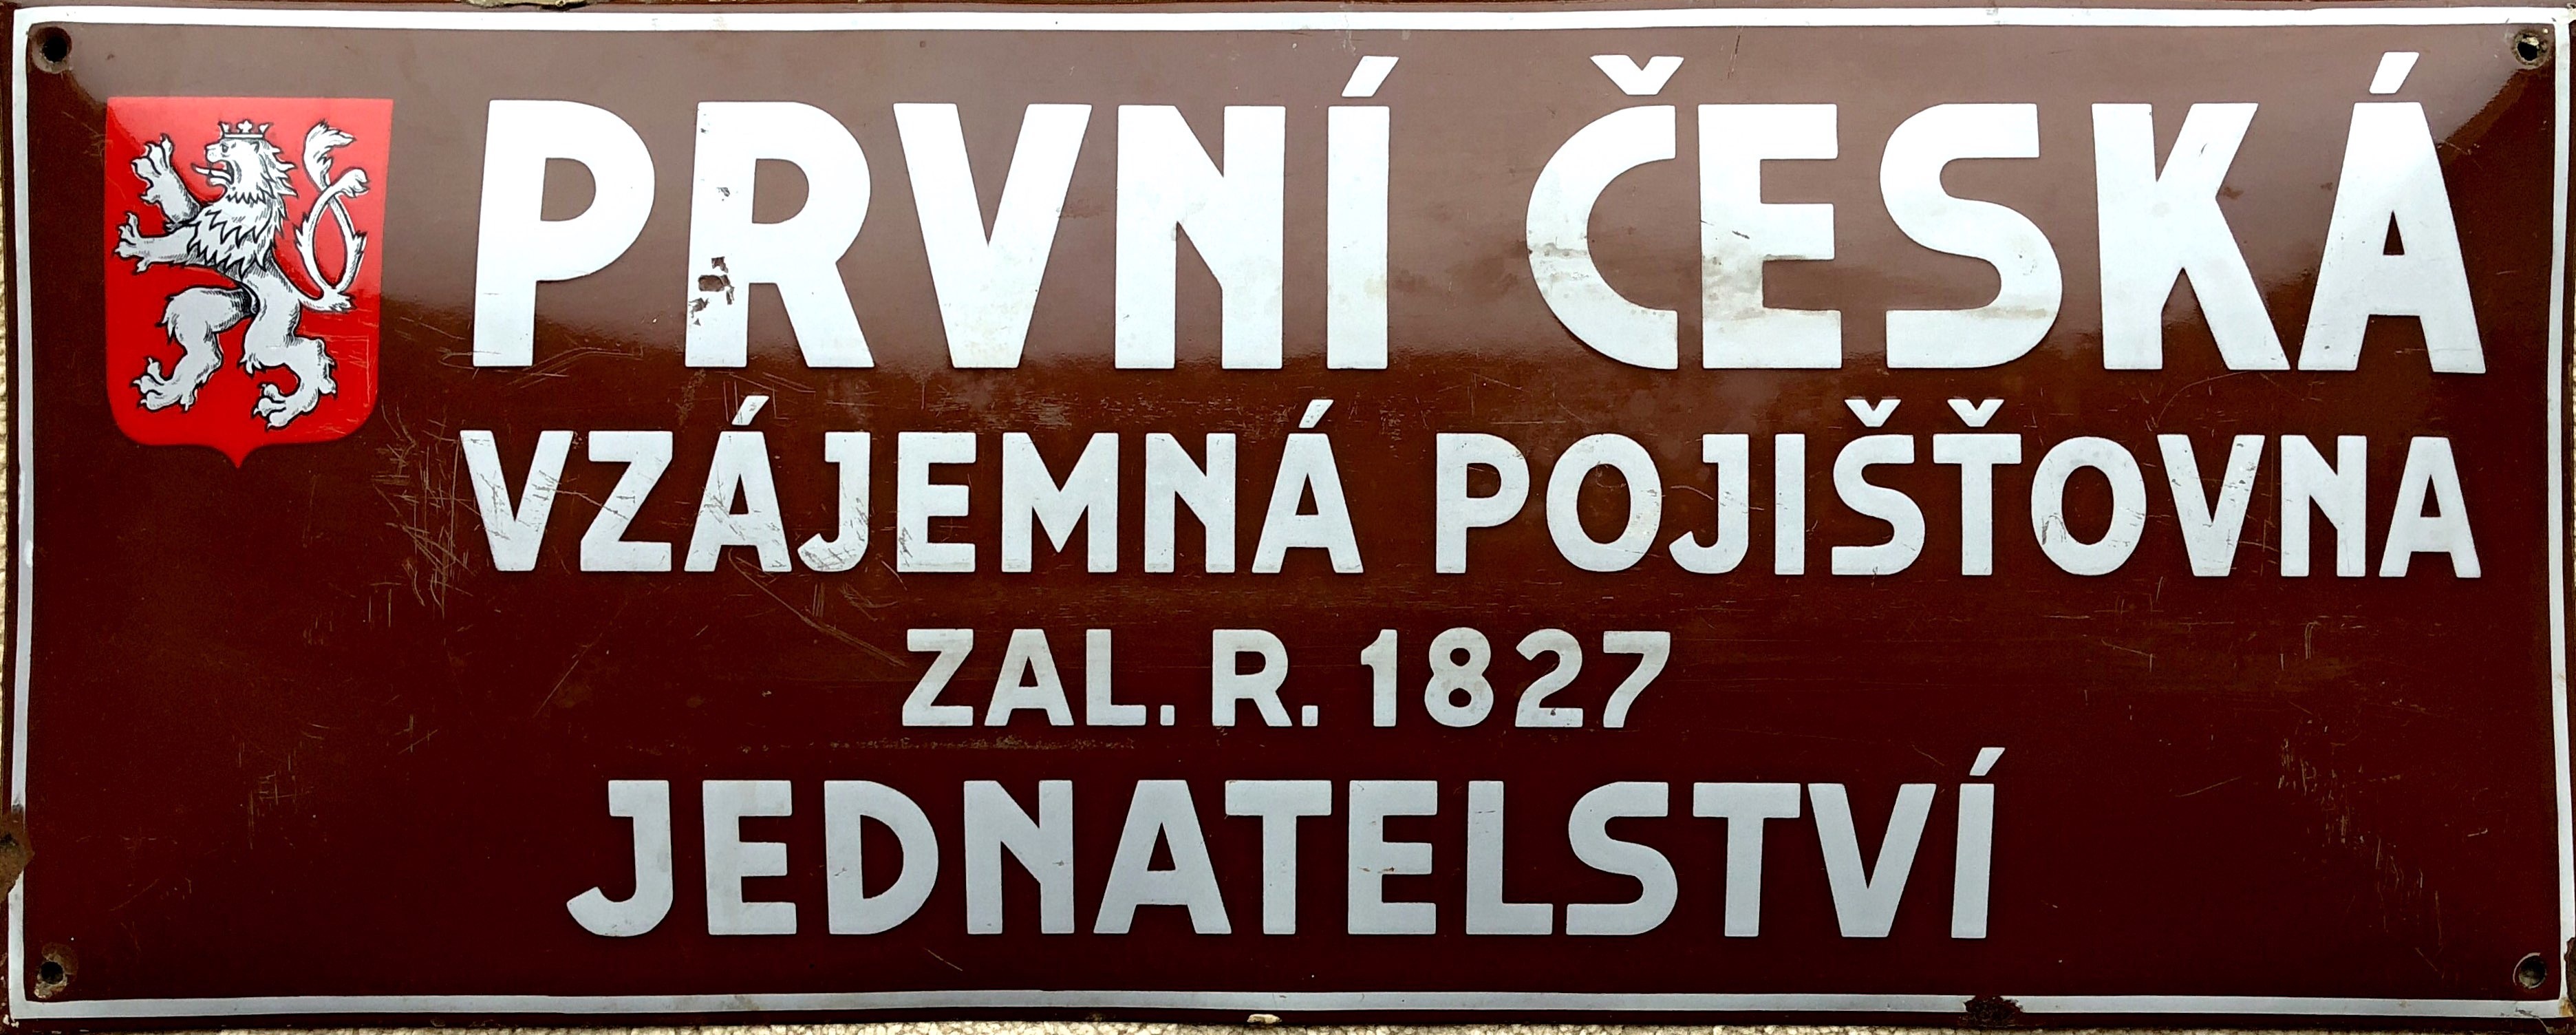 PRVNÍ ČESKÁ
VZÁJEMNÁ POJIŠŤOVNA
ZAL. R. 1827
JEDNATELSTVÍ